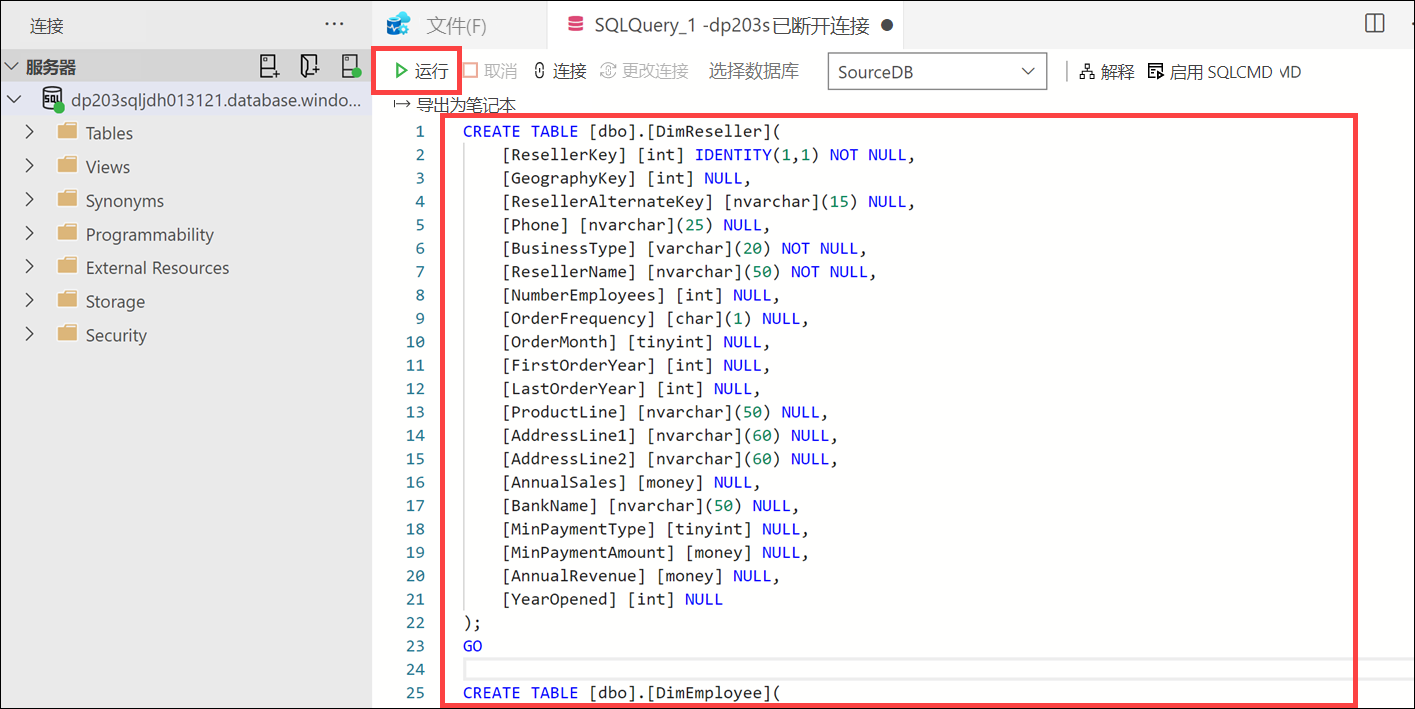 连接 ···
文件(F)
SQLQuery_1 -dp203s已断开连接
服务器
运行 取消 连接 更改连接 选择数据库 SourceDB 解释 启用 SQLCMD
dp203sqljdh013121.database.windo...
导出为笔记本
Tables
Views
Synonyms
Programmability
External Resources
Storage
Security
1 CREATE TABLE [dbo].[DimReseller](
2 [ResellerKey] [int] IDENTITY(1,1) NOT NULL,
3 [GeographyKey] [int] NULL,
4 [ResellerAlternateKey] [nvarchar](15) NULL,
5 [Phone] [nvarchar](25) NULL,
6 [BusinessType] [varchar](20) NOT NULL,
7 [ResellerName] [nvarchar](50) NOT NULL,
8 [NumberEmployees] [int] NULL,
9 [OrderFrequency] [char](1) NULL,
10 [OrderMonth] [tinyint] NULL,
11 [FirstOrderYear] [int] NULL,
12 [LastOrderYear] [int] NULL,
13 [ProductLine] [nvarchar](50) NULL,
14 [AddressLine1] [nvarchar](60) NULL,
15 [AddressLine2] [nvarchar](60) NULL,
16 [AnnualSales] [money] NULL,
17 [BankName] [nvarchar](50) NULL,
18 [MinPaymentType] [tinyint] NULL,
19 [MinPaymentAmount] [money] NULL,
20 [AnnualRevenue] [money] NULL,
21 [YearOpened] [int] NULL
22 );
23 GO
24
25 CREATE TABLE [dbo].[DimEmployee](